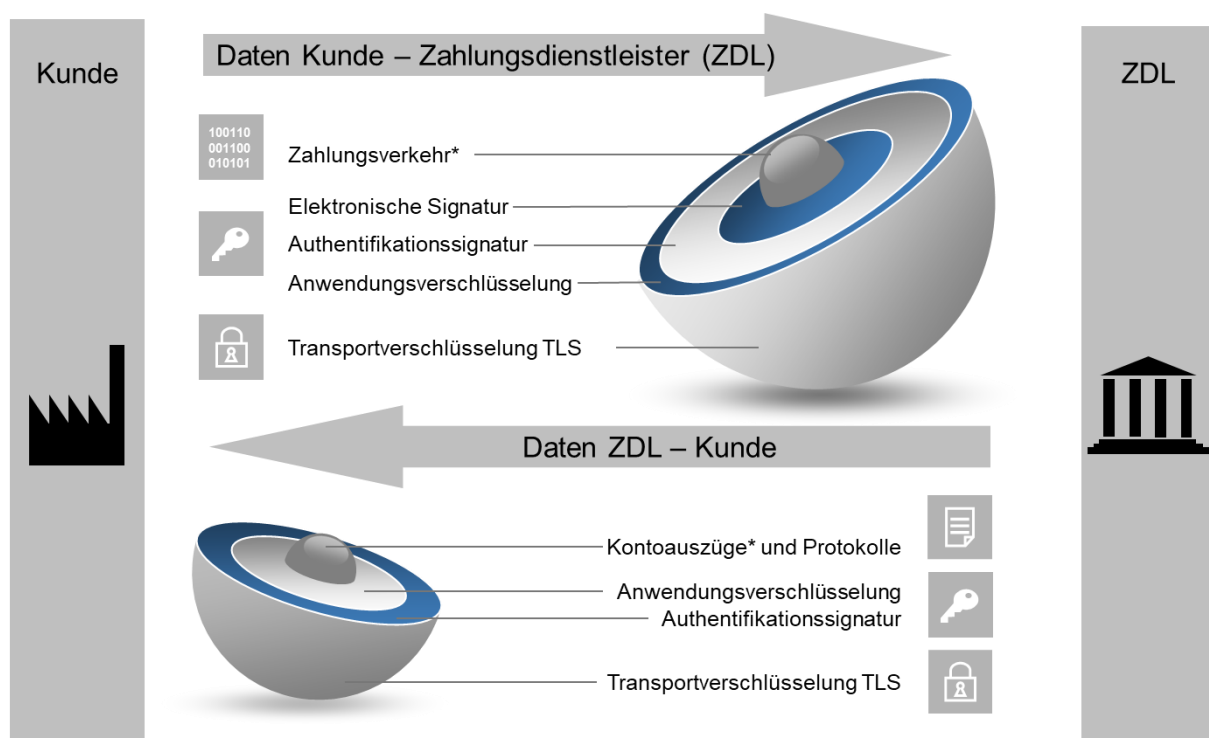 Kunde
Daten Kunde – Zahlungsdienstleister (ZDL)
ZDL
100110
001100
010101
Zahlungsverkehr*
Elektronische Signatur
Authentifikationssignatur
Anwendungsverschlüsselung
Transportverschlüsselung TLS
Daten ZDL – Kunde
Kontoauszüge* und Protokolle
Anwendungsverschlüsselung
Authentifikationssignatur
Transportverschlüsselung TLS